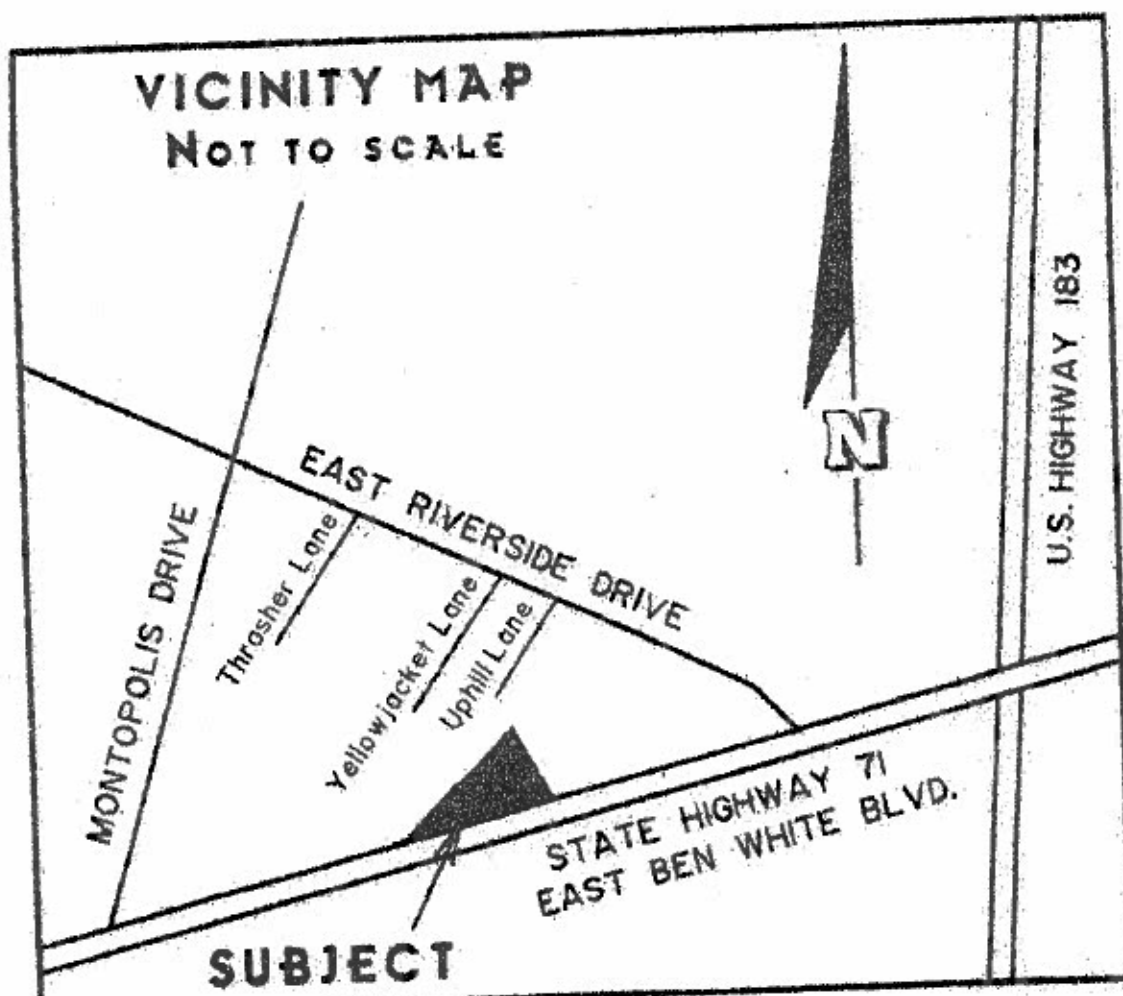 VICINITY MAP
NOT TO SCALE
N
U.S. HIGHWAY 183
EAST RIVERSIDE DRIVE
MONTOPOLIS DRIVE
Thrasher Lane
Yellowjacket Lane
Uphill Lane
STATE HIGHWAY 71
EAST BEN WHITE BLVD.
SUBJECT